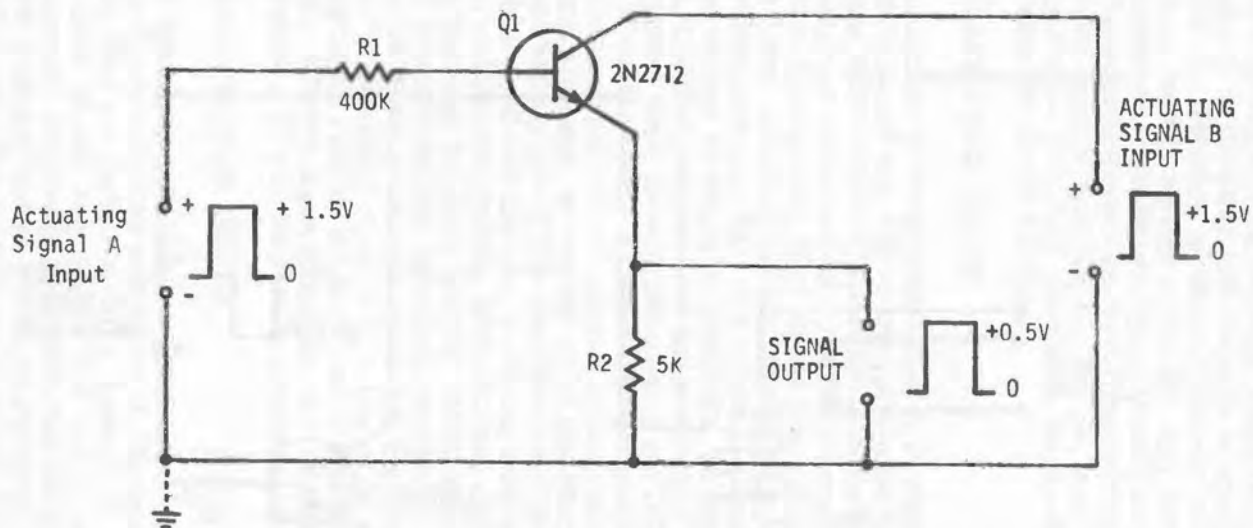 Q1
R1
2N2712
400K
ACTUATING
SIGNAL B
INPUT
+
+1.5V
-
0
Actuating
Signal A
Input
+
+ 1.5V
-
0
R2
5K
SIGNAL
OUTPUT
+0.5V
0